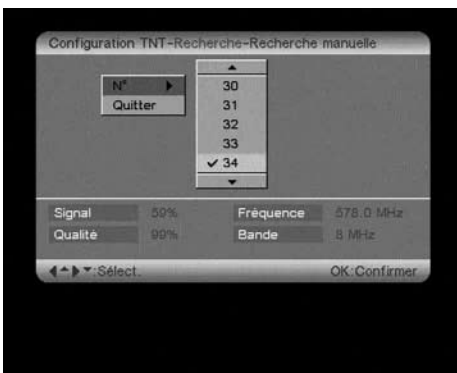 Configuration TNT-Recherche-Recherche manuelle
N° ▶
Quitter
30
31
32
33
✓ 34
Signal 50% Fréquence 578.0 MHz
Qualité 99% Bande 8 MHz
:Sélect. OK:Confirmer